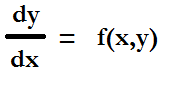 dy
dx = f(x,y)